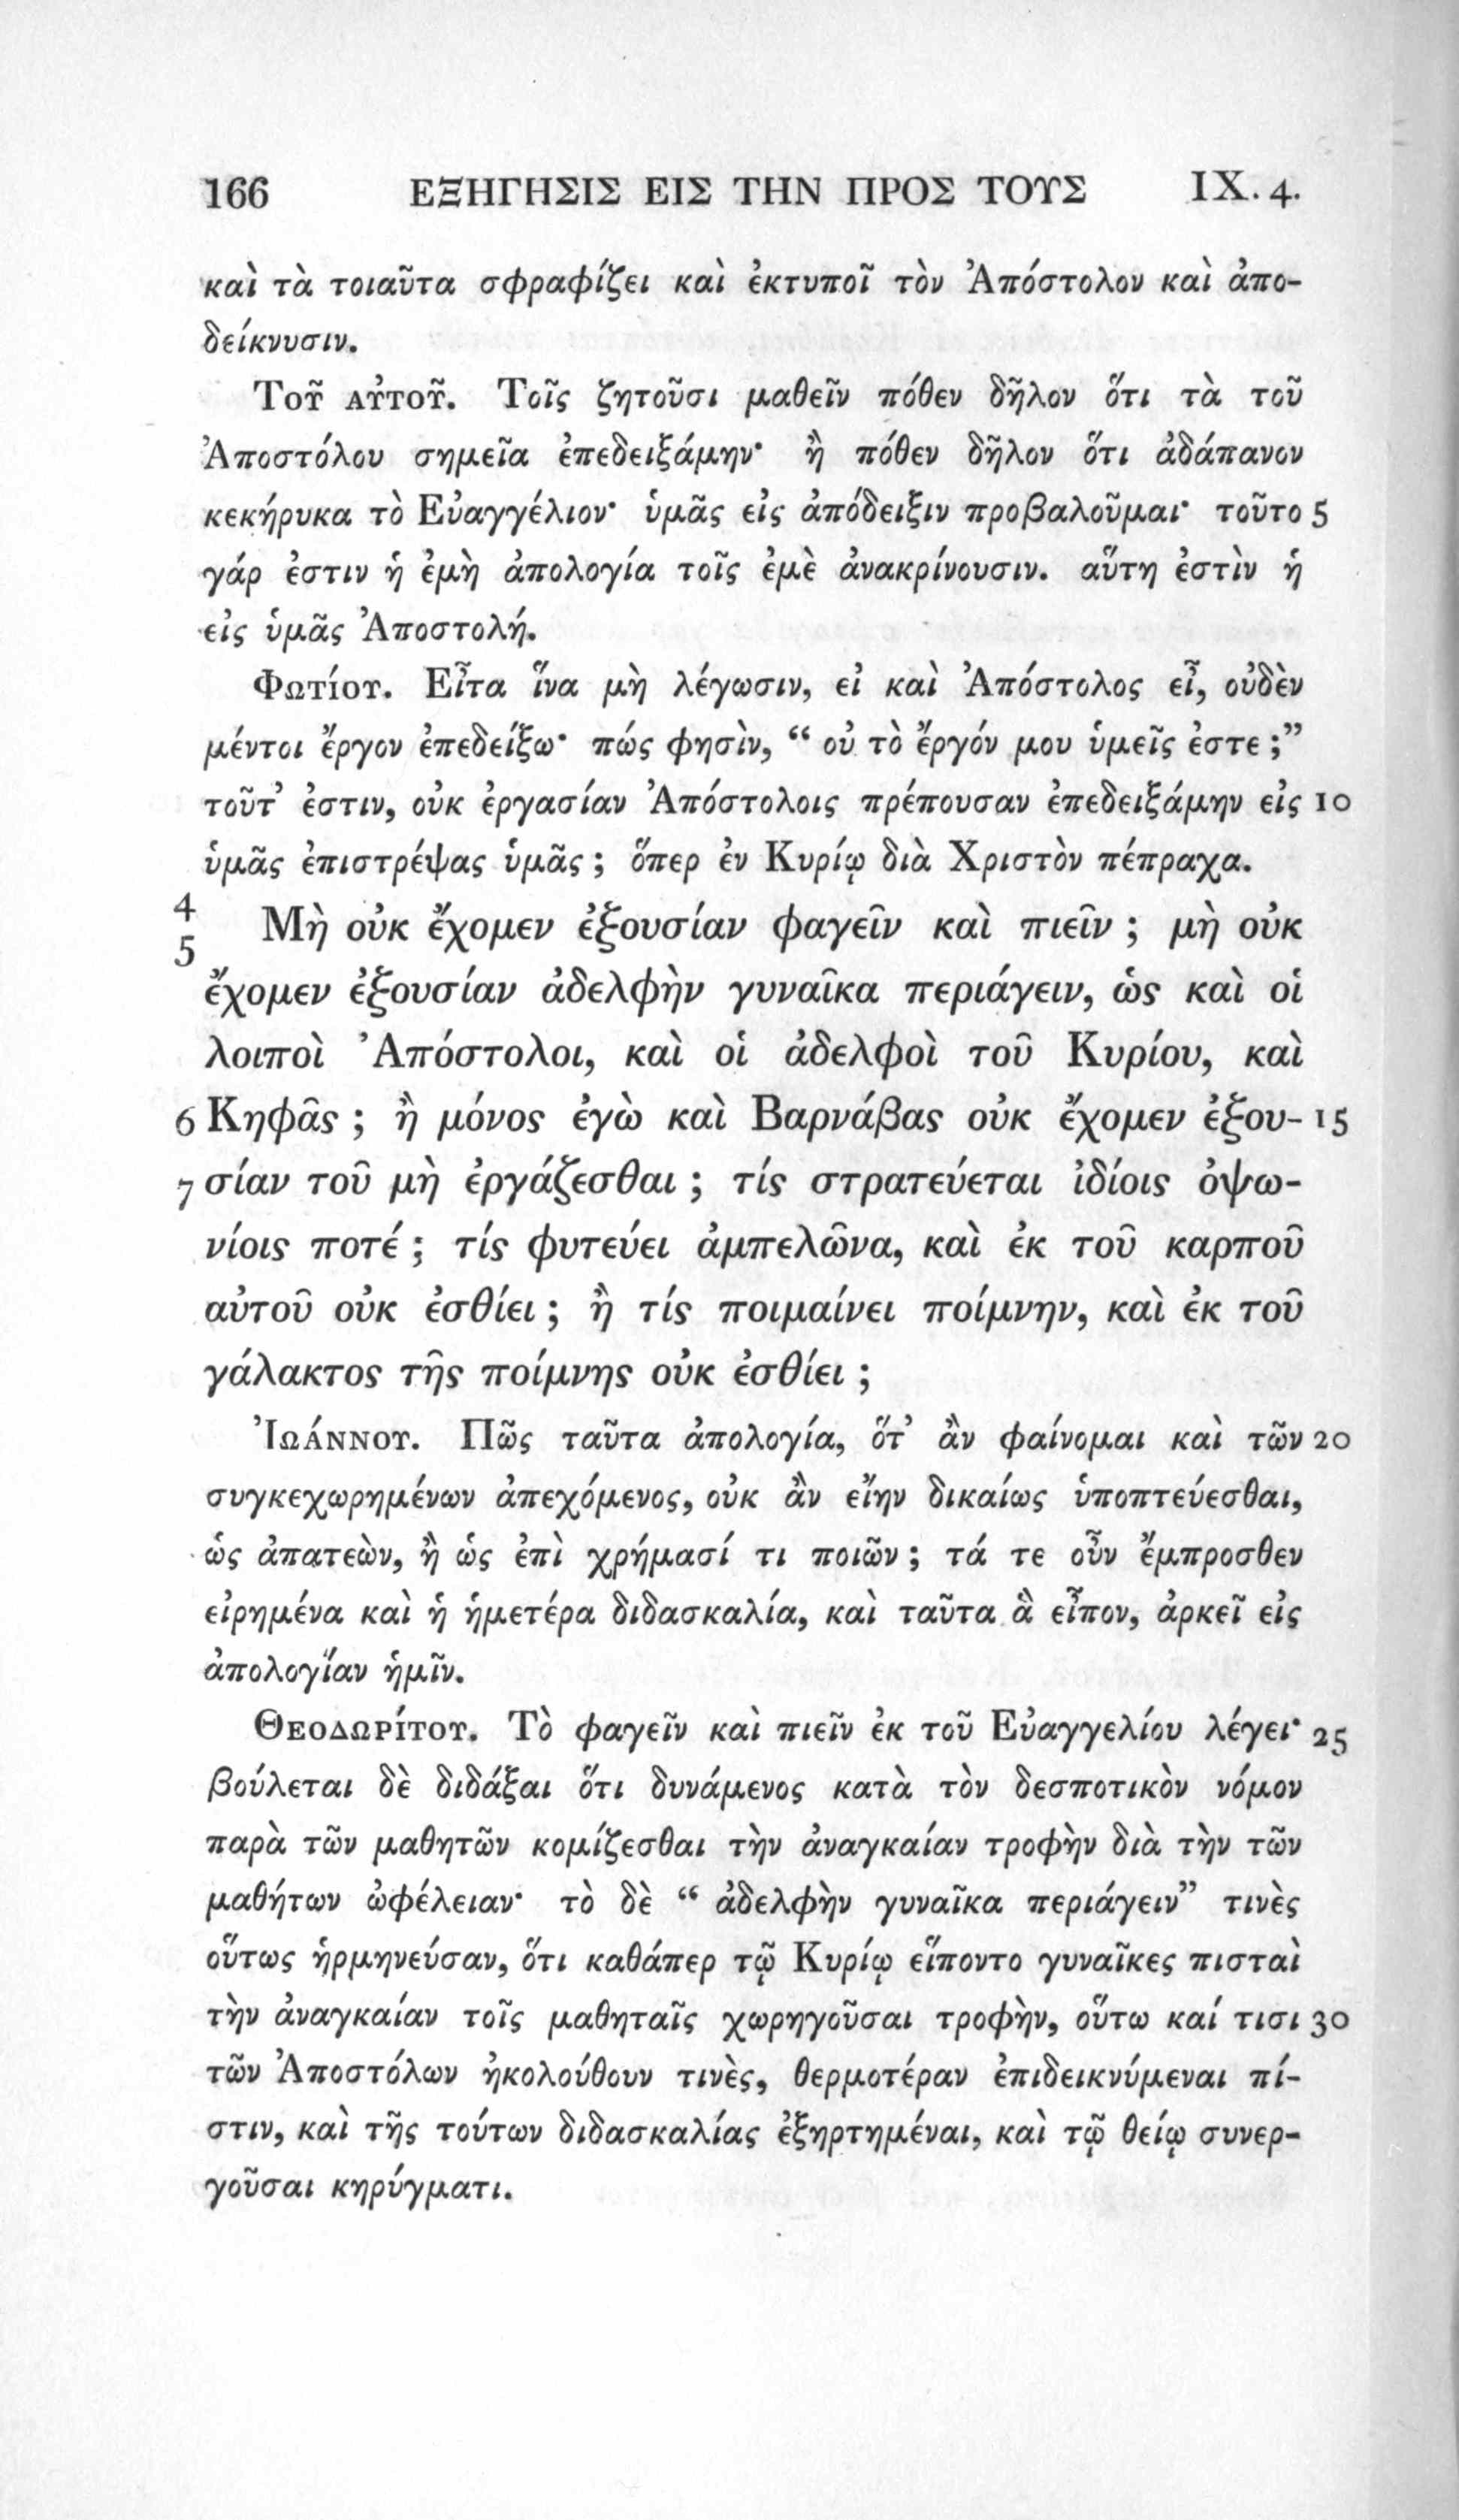 166 ΕΞΗΓΗΣΙΣ ΕΙΣ ΤΗΝ ΠΡΟΣ ΤΟΥΣ IX. 4.
καὶ τὰ τοιαῦτα σφραφίζει καὶ ἐκτυποῖ τὸν Ἀπόστολον καὶ ἀπο-
δείκνυσιν.
Τοῦ αὐτοῦ. Τοῖς ζητοῦσι μαθεῖν πόθεν δῆλον ὅτι τὰ τοῦ
Ἀποστόλου σημεῖα ἐπεδειξάμην· ἢ πόθεν δῆλον ὅτι ἀδάπανον
κεκήρυκα τὸ Εὐαγγέλιον· ὑμᾶς εἰς ἀπόδειξιν προβαλοῦμαι· τοῦτο 5
γάρ ἐστιν ἡ ἐμὴ ἀπολογία τοῖς ἐμὲ ἀνακρίνουσιν. αὕτη ἐστὶν ἡ
εἰς ὑμᾶς Ἀποστολή.
Φωτίου. Εἶτα ἵνα μὴ λέγωσιν, εἰ καὶ Ἀπόστολος εἶ, οὐδὲν
μέντοι ἔργον ἐπεδείξω· πώς φησὶν, “ οὐ τὸ ἔργόν μου ὑμεῖς ἐστε ;”
τοῦτ’ ἐστιν, οὐκ ἐργασίαν Ἀπόστολοις πρέπουσαν ἐπεδειξάμην εἰς 10
ὑμᾶς ἐπιστρέψας ὑμᾶς ; ὅπερ ἐν Κυρίῳ διὰ Χριστὸν πέπραχα.
4 Μὴ οὐκ ἔχομεν ἐξουσίαν φαγεῖν καὶ πιεῖν ; μὴ οὐκ
5 ἔχομεν ἐξουσίαν ἀδελφὴν γυναῖκα περιάγειν, ὡς καὶ οἱ
λοιποὶ Ἀπόστολοι, καὶ οἱ ἀδελφοὶ τοῦ Κυρίου, καὶ
6 Κηφᾶς ; ἢ μόνος ἐγὼ καὶ Βαρνάβας οὐκ ἔχομεν ἐξου- 15
7 σίαν τοῦ μὴ ἐργάζεσθαι ; τίς στρατεύεται ἰδίοις ὀψω-
νίοις ποτέ ; τίς φυτεύει ἀμπελῶνα, καὶ ἐκ τοῦ καρποῦ
αὐτοῦ οὐκ ἐσθίει ; ἢ τίς ποιμαίνει ποίμνην, καὶ ἐκ τοῦ
γάλακτος τῆς ποίμνης οὐκ ἐσθίει ;
Ἰωάννου. Πῶς ταῦτα ἀπολογία, ὅτ’ ἂν φαίνομαι καὶ τῶν 20
συγκεχωρημένων ἀπεχόμενος, οὐκ ἂν εἴην δικαίως ὑποπτεύεσθαι,
ὡς ἀπατεὼν, ἢ ὡς ἐπὶ χρήμασί τι ποιῶν ; τά τε οὖν ἔμπροσθεν
εἰρημένα καὶ ἡ ἡμετέρα διδασκαλία, καὶ ταῦτα ἃ εἶπον, ἀρκεῖ εἰς
ἀπολογίαν ἡμῖν.
Θεοδωρίτου. Τὸ φαγεῖν καὶ πιεῖν ἐκ τοῦ Εὐαγγελίου λέγει· 25
βούλεται δὲ διδάξαι ὅτι δυνάμενος κατὰ τὸν δεσποτικὸν νόμον
παρὰ τῶν μαθητῶν κομίζεσθαι τὴν ἀναγκαίαν τροφὴν διὰ τὴν τῶν
μαθήτων ὠφέλειαν· τὸ δὲ “ ἀδελφὴν γυναῖκα περιάγειν” τινὲς
οὕτως ἡρμηνεύσαν, ὅτι καθάπερ τῷ Κυρίῳ εἵποντο γυναῖκες πισταὶ
τὴν ἀναγκαίαν τοῖς μαθηταῖς χωρηγοῦσαι τροφὴν, οὕτω καί τισι 30
τῶν Ἀποστόλων ἠκολούθουν τινὲς, θερμοτέραν ἐπιδεικνύμεναι πί-
στιν, καὶ τῆς τούτων διδασκαλίας ἐξηρτημέναι, καὶ τῷ θείῳ συνερ-
γοῦσαι κηρύγματι.